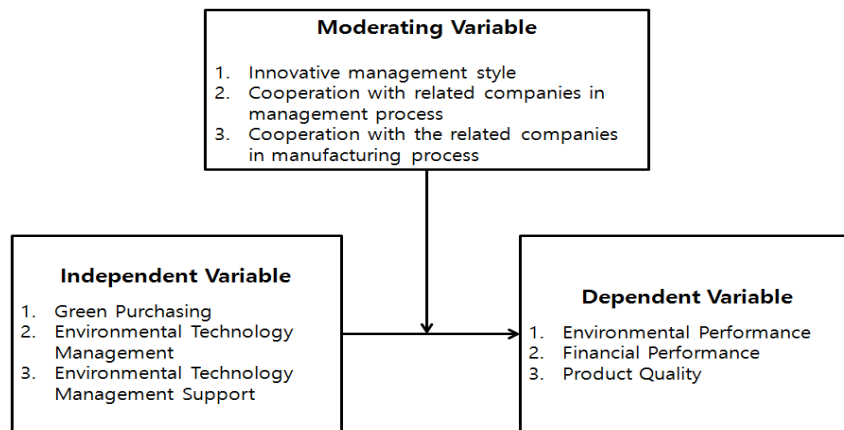 Moderating Variable
1. Innovative management style
2. Cooperation with related companies in
management process
3. Cooperation with the related companies
in manufacturing process
Independent Variable
1. Green Purchasing
2. Environmental Technology
Management
3. Environmental Technology
Management Support
Dependent Variable
1. Environmental Performance
2. Financial Performance
3. Product Quality